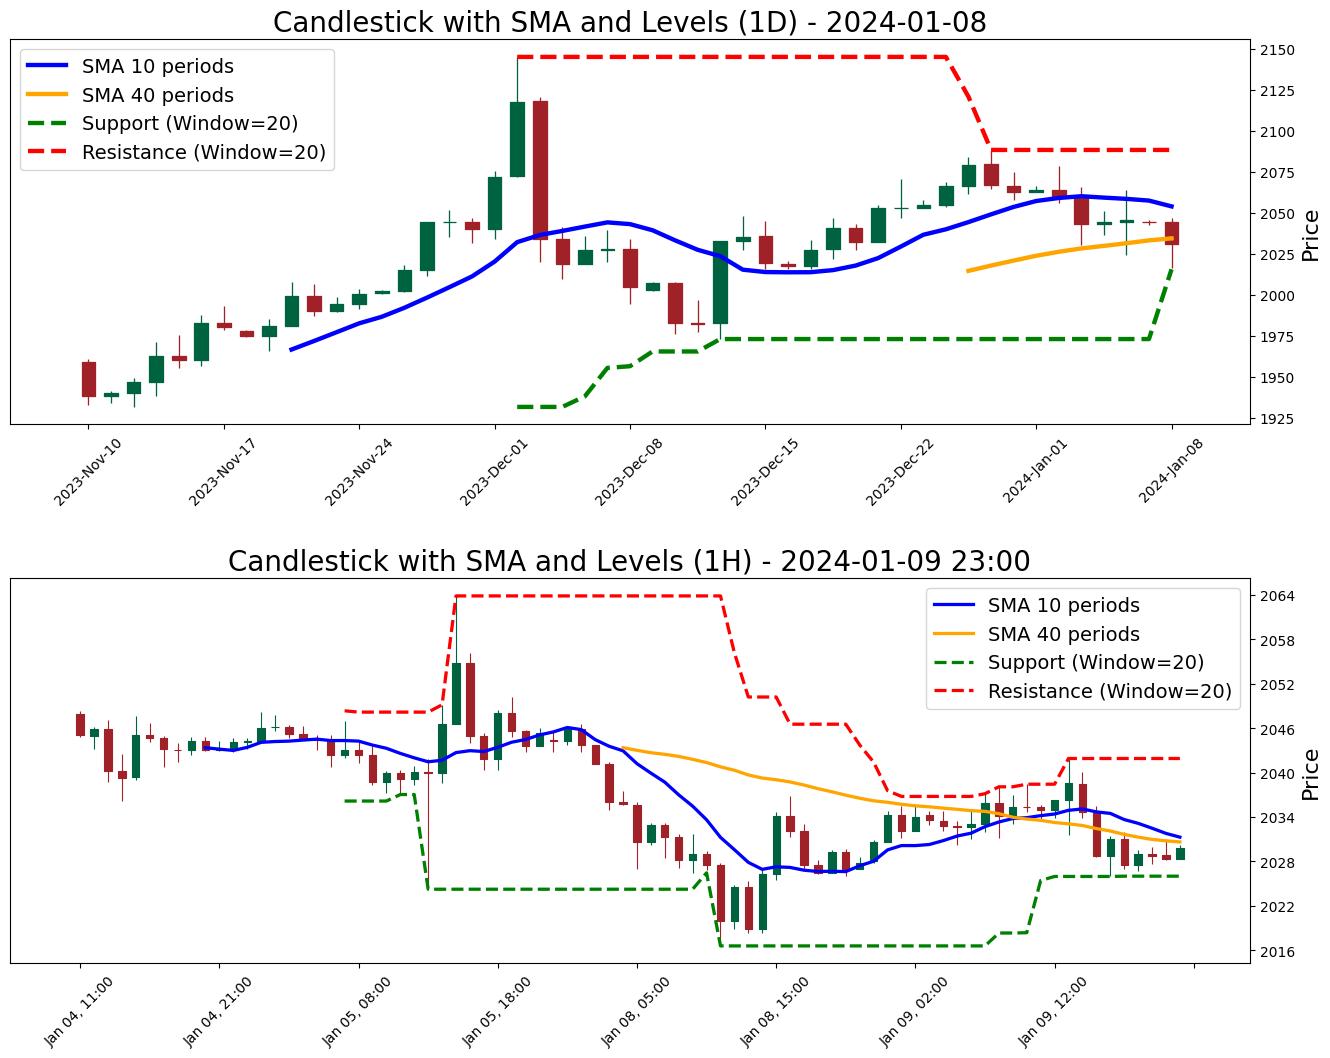 Candlestick with SMA and Levels (1D) - 2024-01-08
SMA 10 periods
SMA 40 periods
Support (Window=20)
Resistance (Window=20)
2150
2125
2100
2075
2050
2025
2000
1975
1950
1925
Price
2023-Nov-10
2023-Nov-17
2023-Nov-24
2023-Dec-01
2023-Dec-08
2023-Dec-15
2023-Dec-22
2024-Jan-01
2024-Jan-08
Candlestick with SMA and Levels (1H) - 2024-01-09 23:00
SMA 10 periods
SMA 40 periods
Support (Window=20)
Resistance (Window=20)
2064
2058
2052
2046
2040
2034
2028
2022
2016
Price
Jan 04, 11:00
Jan 04, 21:00
Jan 05, 08:00
Jan 05, 18:00
Jan 08, 05:00
Jan 08, 15:00
Jan 09, 02:00
Jan 09, 12:00